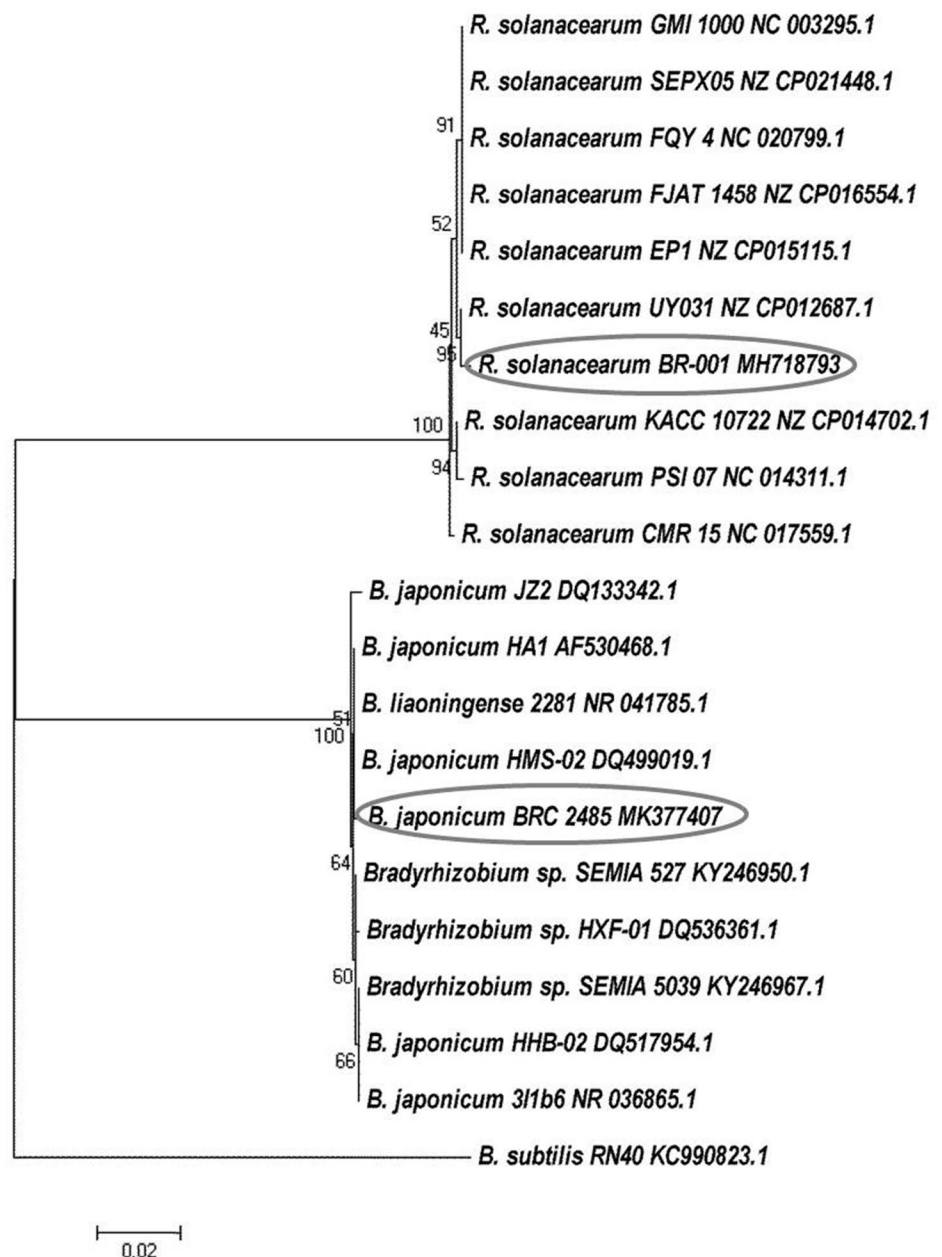 R. solanacearum GMI 1000 NC 003295.1
R. solanacearum SEPX05 NZ CP021448.1
91
R. solanacearum FQY 4 NC 020799.1
R. solanacearum FJAT 1458 NZ CP016554.1
52
R. solanacearum EP1 NZ CP015115.1
R. solanacearum UY031 NZ CP012687.1
45
95
R. solanacearum BR-001 MH718793
100
R. solanacearum KACC 10722 NZ CP014702.1
94
R. solanacearum PSI 07 NC 014311.1
R. solanacearum CMR 15 NC 017559.1
B. japonicum JZ2 DQ133342.1
B. japonicum HA1 AF530468.1
B. liaoningense 2281 NR 041785.1
51
100
B. japonicum HMS-02 DQ499019.1
B. japonicum BRC 2485 MK377407
64
Bradyrhizobium sp. SEMIA 527 KY246950.1
Bradyrhizobium sp. HXF-01 DQ536361.1
60
Bradyrhizobium sp. SEMIA 5039 KY246967.1
B. japonicum HHB-02 DQ517954.1
66
B. japonicum 3I1b6 NR 036865.1
B. subtilis RN40 KC990823.1
0.02